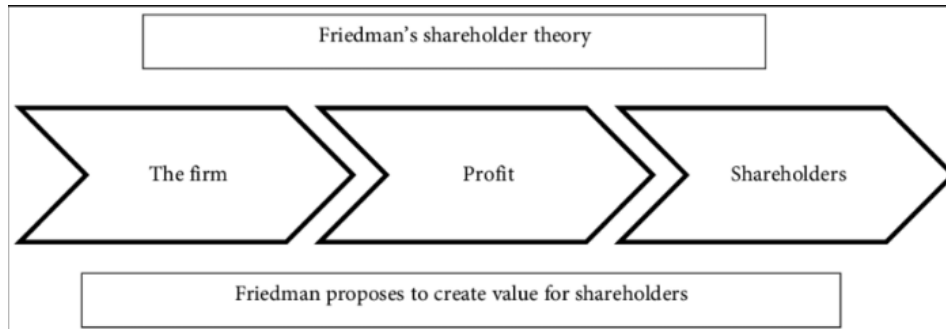 Friedman's shareholder theory
The firm
Profit
Shareholders
Friedman proposes to create value for shareholders